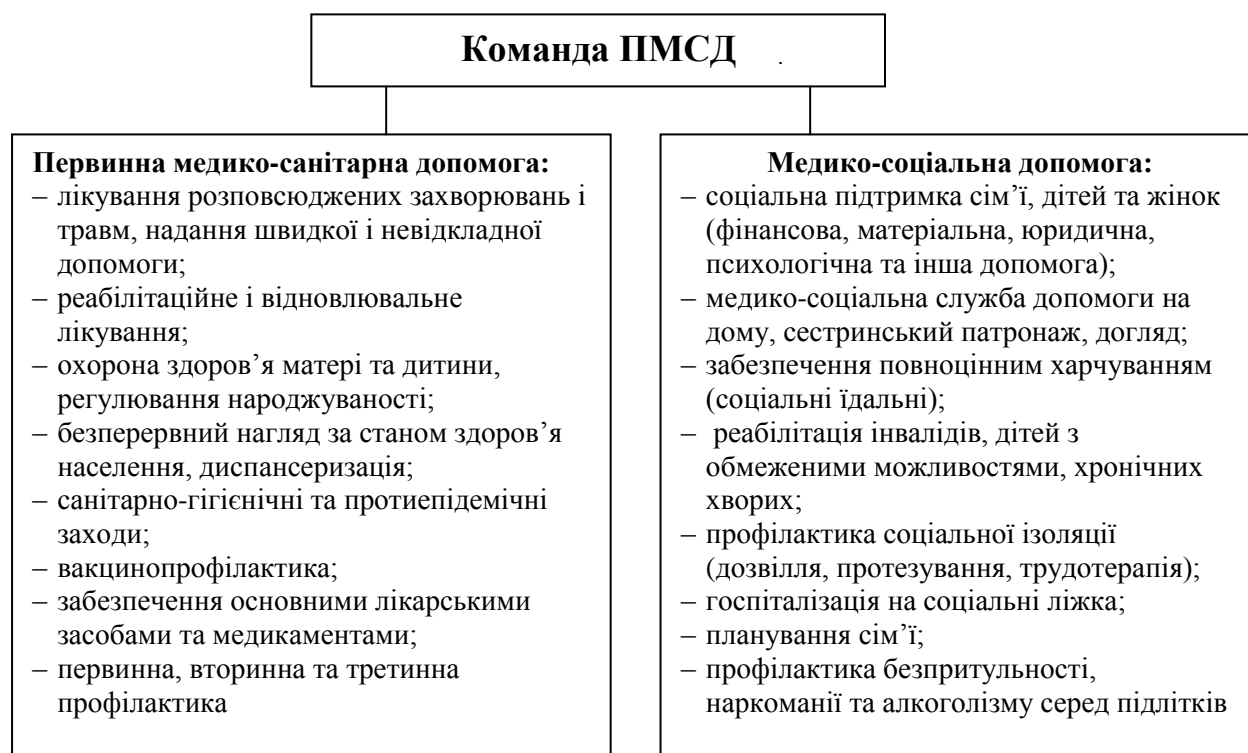 Команда ПМСД .
Первинна медико-санітарна допомога:
– лікування розповсюджених захворювань і
травм, надання швидкої і невідкладної
допомоги;
– реабілітаційне і відновлювальне
лікування;
– охорона здоров’я матері та дитини,
регулювання народжуваності;
– безперервний нагляд за станом здоров’я
населення, диспансеризація;
– санітарно-гігієнічні та протиепідемічні
заходи;
– вакцинопрофілактика;
– забезпечення основними лікарськими
засобами та медикаментами;
– первинна, вторинна та третинна
профілактика
Медико-соціальна допомога:
– соціальна підтримка сім’ї, дітей та жінок
(фінансова, матеріальна, юридична,
психологічна та інша допомога);
– медико-соціальна служба допомоги на
дому, сестринський патронаж, догляд;
– забезпечення повноцінним харчуванням
(соціальні їдальні);
– реабілітація інвалідів, дітей з
обмеженими можливостями, хронічних
хворих;
– профілактика соціальної ізоляції
(дозвілля, протезування, трудотерапія);
– госпіталізація на соціальні ліжка;
– планування сім’ї;
– профілактика безпритульності,
наркоманії та алкоголізму серед підлітків